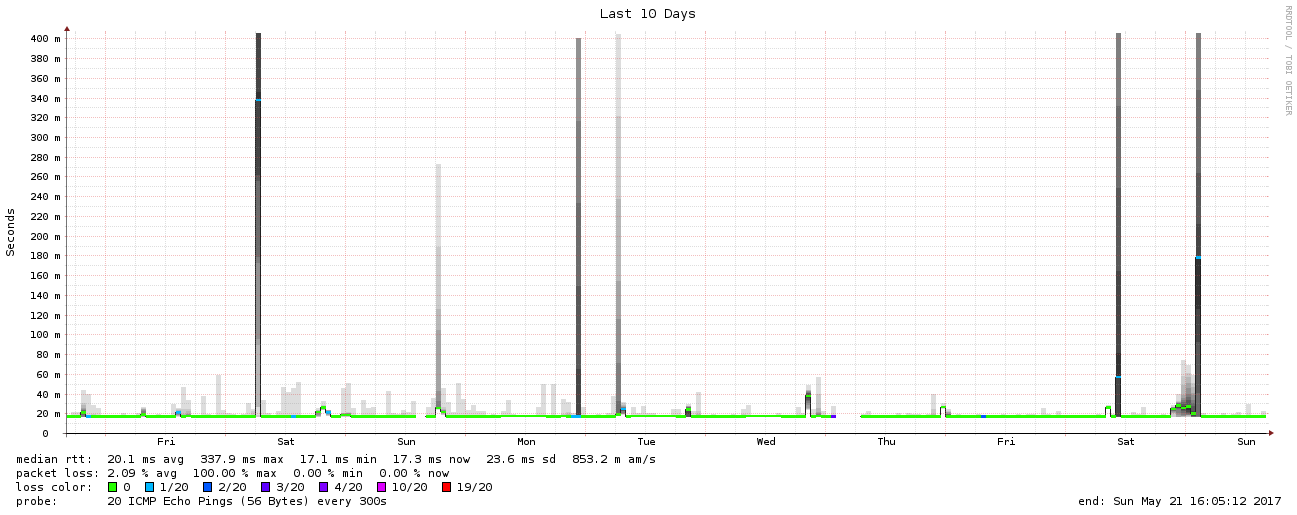 Last 10 Days
RRDTOOL / TOBI OETIKER
Seconds
400 m
380 m
360 m
340 m
320 m
300 m
280 m
260 m
240 m
220 m
200 m
180 m
160 m
140 m
120 m
100 m
80 m
60 m
40 m
20 m
0
Fri Sat Sun Mon Tue Wed Thu Fri Sat Sun
median rtt: 20.1 ms avg 337.9 ms max 17.1 ms min 17.3 ms now 23.6 ms sd 853.2 m am/s
packet loss: 2.09 % avg 100.00 % max 0.00 % min 0.00 % now
loss color: 0 1/20 2/20 3/20 4/20 10/20 19/20
probe: 20 ICMP Echo Pings (56 Bytes) every 300s end: Sun May 21 16:05:12 2017